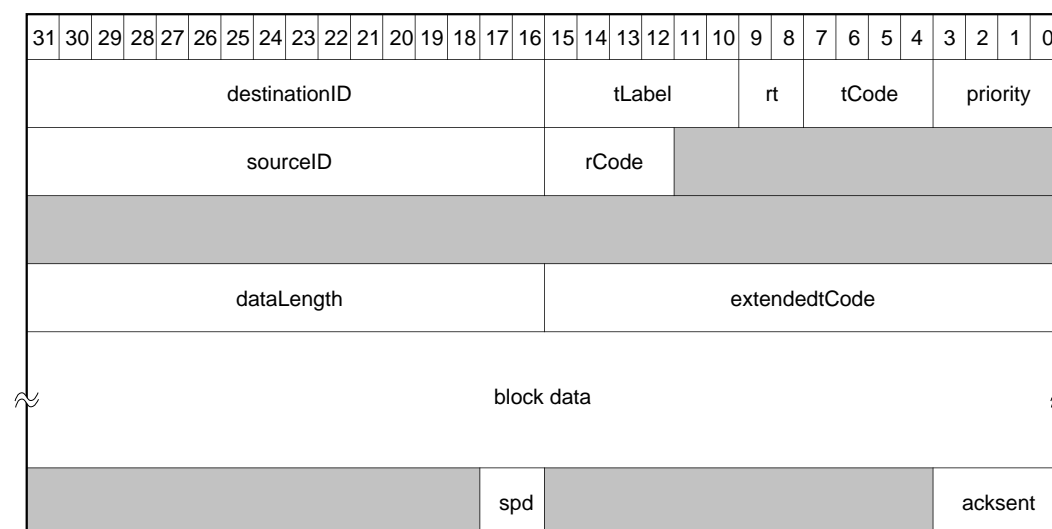 31 30 29 28 27 26 25 24 23 22 21 20 19 18 17 16 15 14 13 12 11 10 9 8 7 6 5 4 3 2 1 0
destinationID tLabel rt tCode priority
sourceID rCode
dataLength extendedtCode
block data
spd acksent